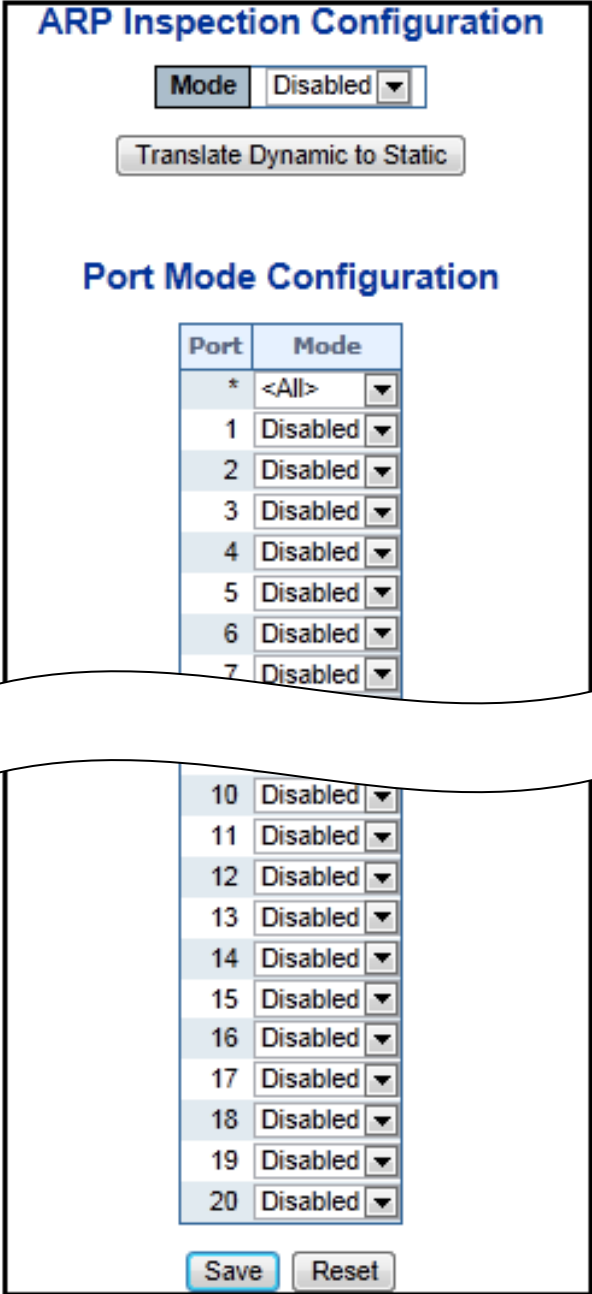 ARP Inspection Configuration
Mode Disabled
Translate Dynamic to Static
Port Mode Configuration
Port Mode
* <All>
1 Disabled
2 Disabled
3 Disabled
4 Disabled
5 Disabled
6 Disabled
7 Disabled
10 Disabled
11 Disabled
12 Disabled
13 Disabled
14 Disabled
15 Disabled
16 Disabled
17 Disabled
18 Disabled
19 Disabled
20 Disabled
Save Reset